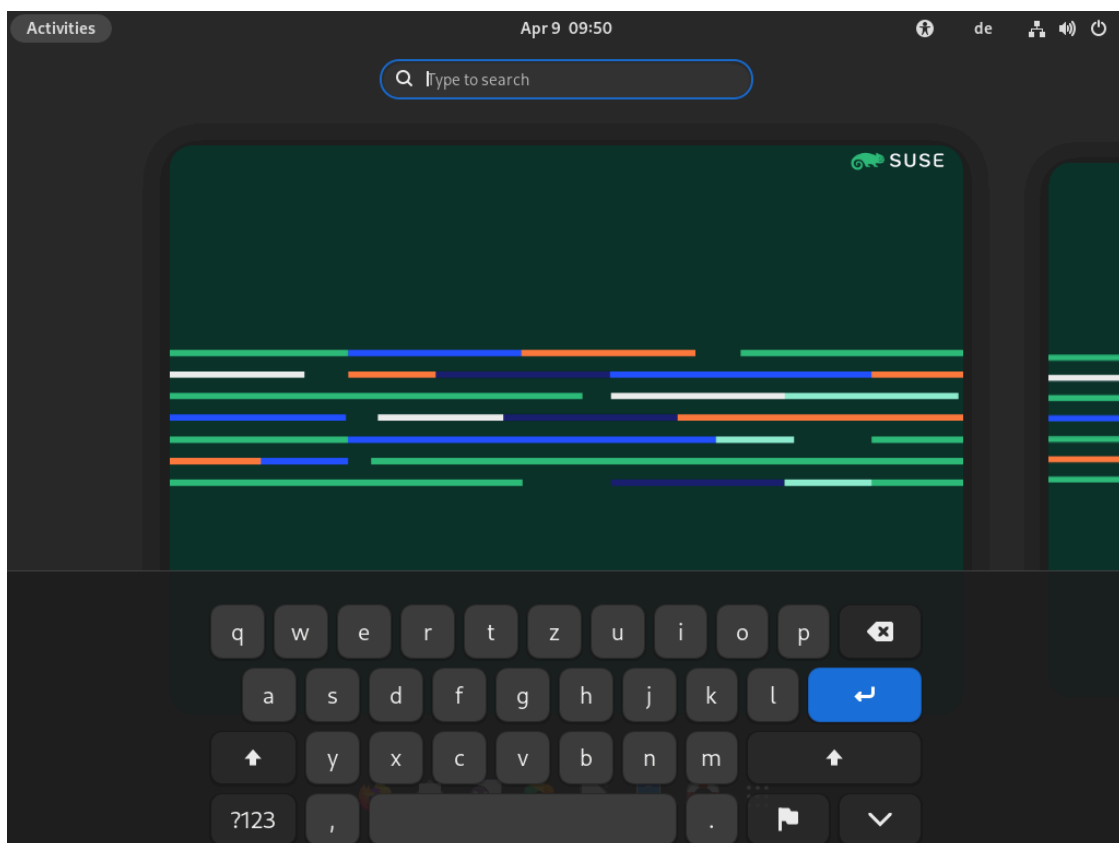 Activities Apr 9 09:50 de
Type to search
SUSE
q w e r t z u i o p
a s d f g h j k l
y x c v b n m
?123 , .